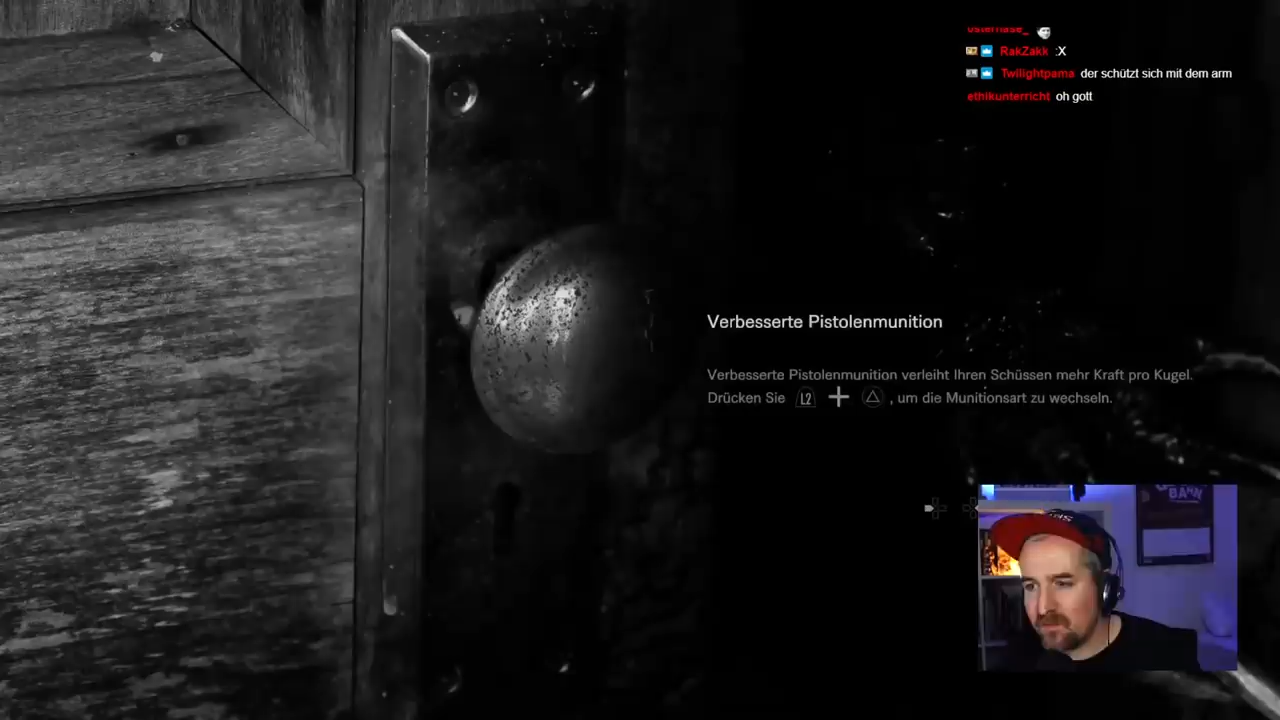 RakZakk :X
Twilightpama der schützt sich mit dem arm
ethikunterricht oh gott
Verbesserte Pistolenmunition
Verbesserte Pistolenmunition verleiht Ihren Schüssen mehr Kraft pro Kugel.
Drücken Sie L2 + △ , um die Munitionsart zu wechseln.
BAHN